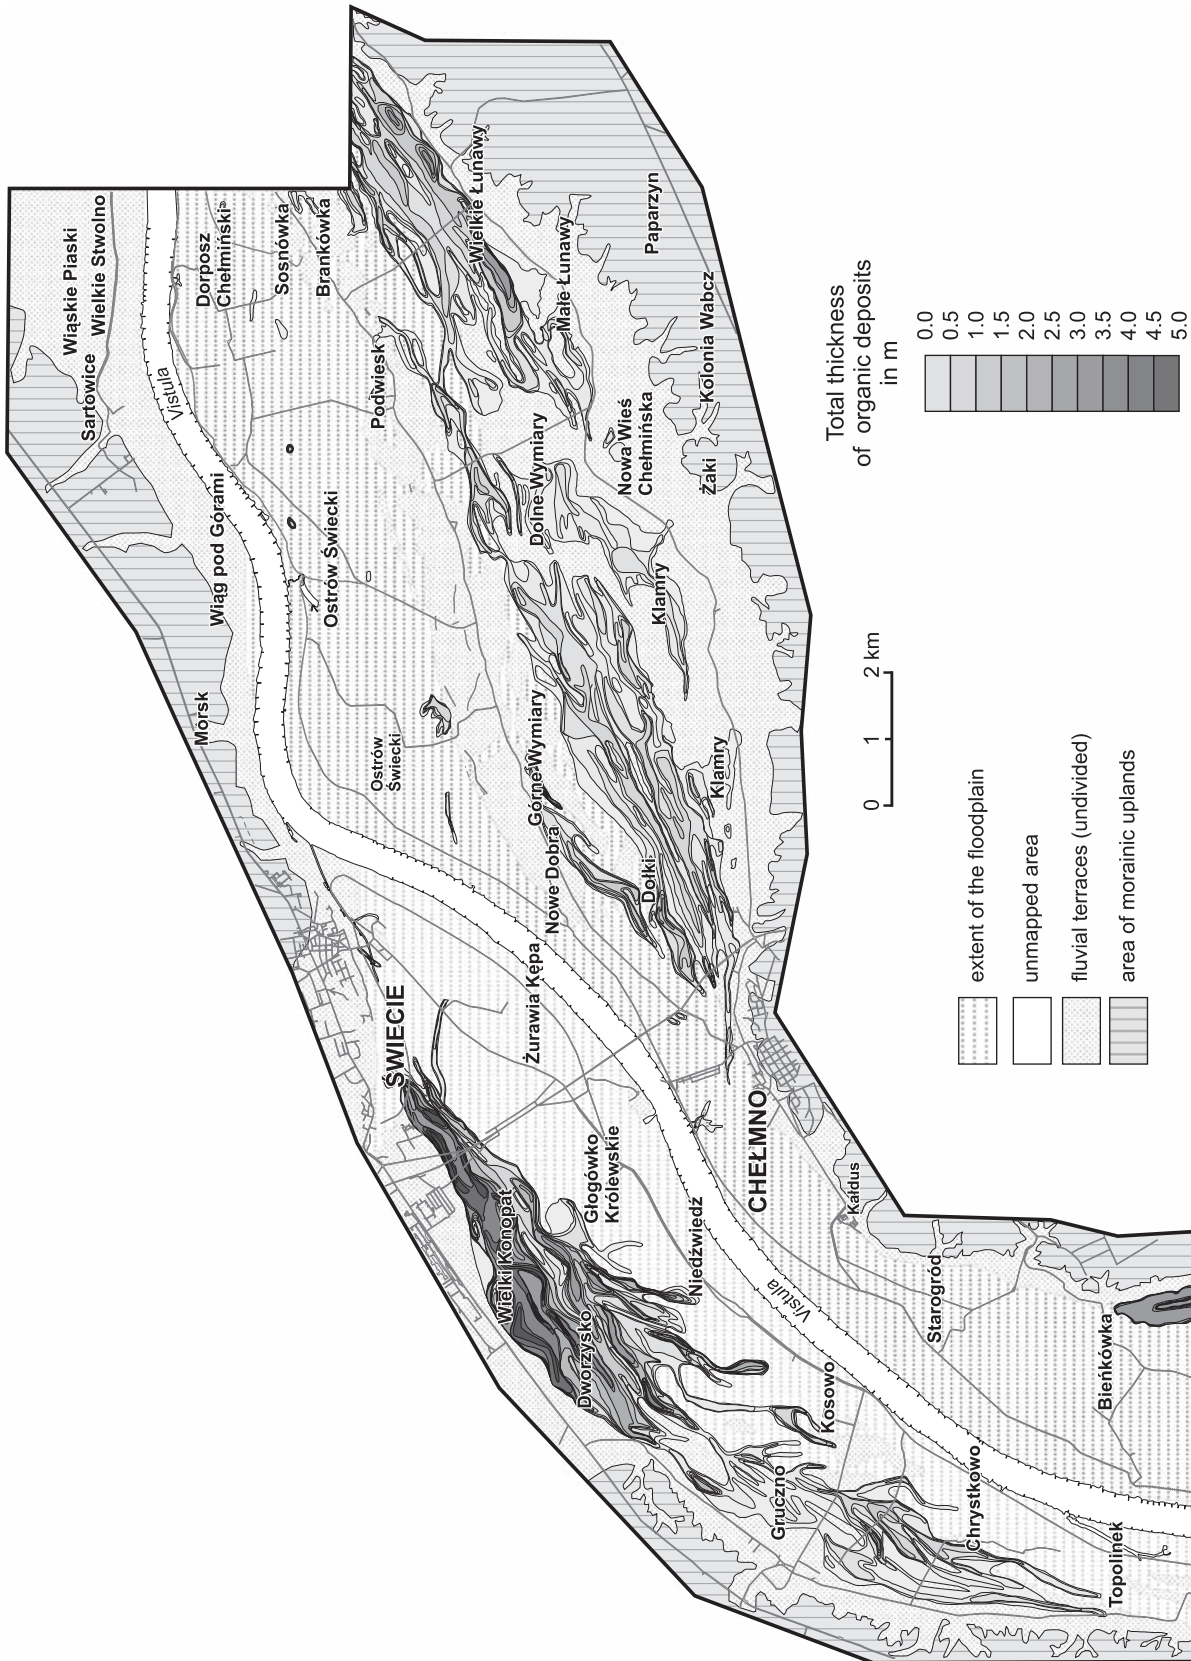 Wiąskie Piaski
Sartowice
Wielkie Stwolno
Vistula
Morsk
Wiąg pod Górami
Dorposz
Chełmiński
Sosnówka
Brankówka
Ostrów Świecki
Ostrów
Świecki
Podwiesk
ŚWIECIE
Wielkie Łunawy
Wielki Konopat
Żurawia Kępa
Górne Wymiary
Dolne Wymiary
Nowe Dobra
Małe Łunawy
Dworzysko
Głogówko
Królewskie
Nowa Wieś
Chełmińska
Dołki
Klamry
Paparzyn
Niedźwiedź
Żaki
Kolonia Wabcz
Klamry
CHEŁMNO
Gruczno
Vistula
Kosowo
Kałdus
Starogród
Chrystkowo
Bieńkówka
Topolinek
0 1 2 km
Total thickness
of organic deposits
in m
0.0
0.5
1.0
1.5
2.0
2.5
3.0
3.5
4.0
4.5
5.0
extent of the floodplain
unmapped area
fluvial terraces (undivided)
area of morainic uplands